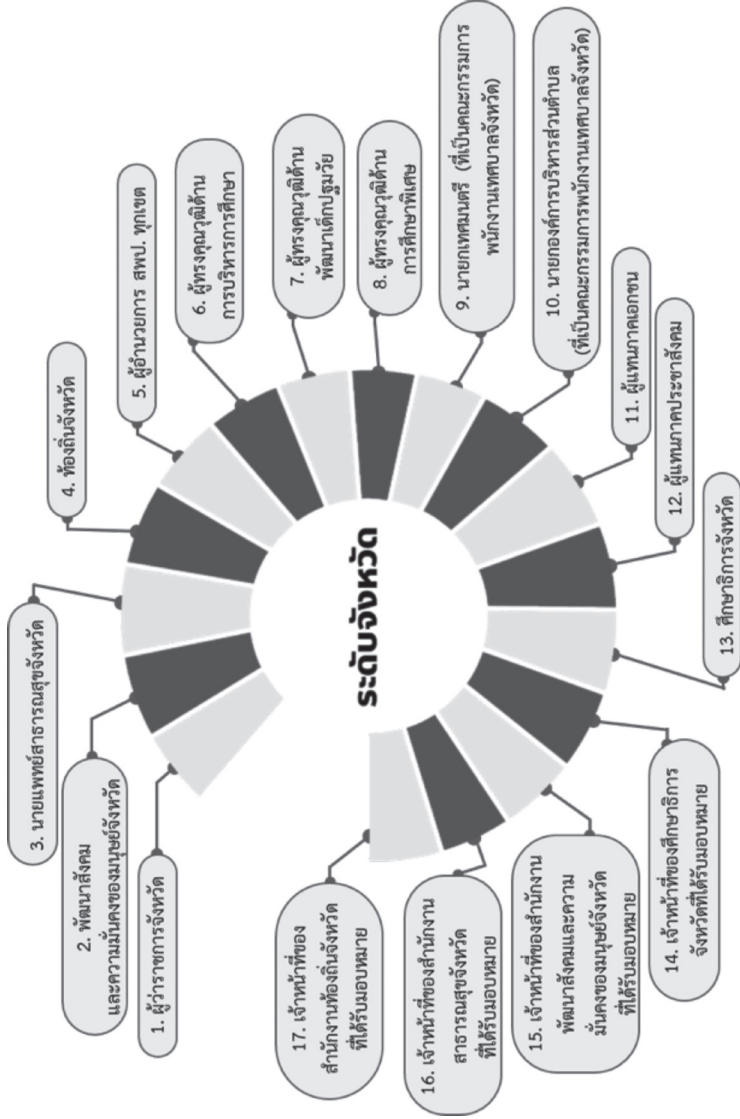 ระดับจังหวัด
1. ผู้ว่าราชการจังหวัด
2. พัฒนาสังคม
และความมั่นคงของมนุษย์จังหวัด
3. นายแพทย์สาธารณสุขจังหวัด
4. ท้องถิ่นจังหวัด
5. ผู้อำนวยการ สพป. ทุกเขต
6. ผู้ทรงคุณวุฒิด้าน
การบริหารการศึกษา
7. ผู้ทรงคุณวุฒิด้าน
พัฒนาเด็กปฐมวัย
8. ผู้ทรงคุณวุฒิด้าน
การศึกษาพิเศษ
9. นายกเทศมนตรี (ที่เป็นคณะกรรมการ
พนักงานเทศบาลจังหวัด)
10. นายกองค์การบริหารส่วนตำบล
(ที่เป็นคณะกรรมการพนักงานเทศบาลจังหวัด)
11. ผู้แทนภาคเอกชน
12. ผู้แทนภาคประชาสังคม
13. ศึกษาธิการจังหวัด
14. เจ้าหน้าที่ของศึกษาธิการ
จังหวัดที่ได้รับมอบหมาย
15. เจ้าหน้าที่ของสำนักงาน
พัฒนาสังคมและความ
มั่นคงของมนุษย์จังหวัด
ที่ได้รับมอบหมาย
16. เจ้าหน้าที่ของสำนักงาน
สาธารณสุขจังหวัด
ที่ได้รับมอบหมาย
17. เจ้าหน้าที่ของ
สำนักงานท้องถิ่นจังหวัด
ที่ได้รับมอบหมาย